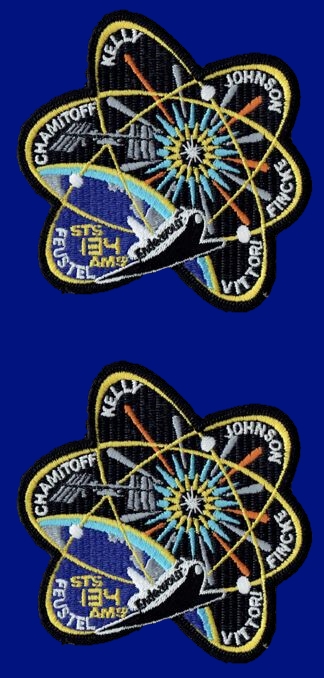 KELLY
JOHNSON
CHAMITOFF
FINCKE
STS
134
AMS
Endeavour
FEUSTEL
VITTORI
KELLY
JOHNSON
CHAMITOFF
FINCKE
STS
134
AMS
Endeavour
FEUSTEL
VITTORI